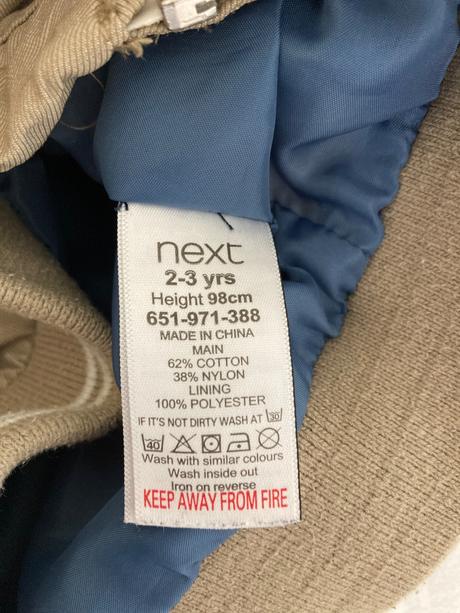 next
2-3 yrs
Height 98cm
651-971-388
MADE IN CHINA
MAIN
62% COTTON
38% NYLON
LINING
100% POLYESTER
IF IT'S NOT DIRTY WASH AT 30
40
Wash with similar colours
Wash inside out
Iron on reverse
KEEP AWAY FROM FIRE